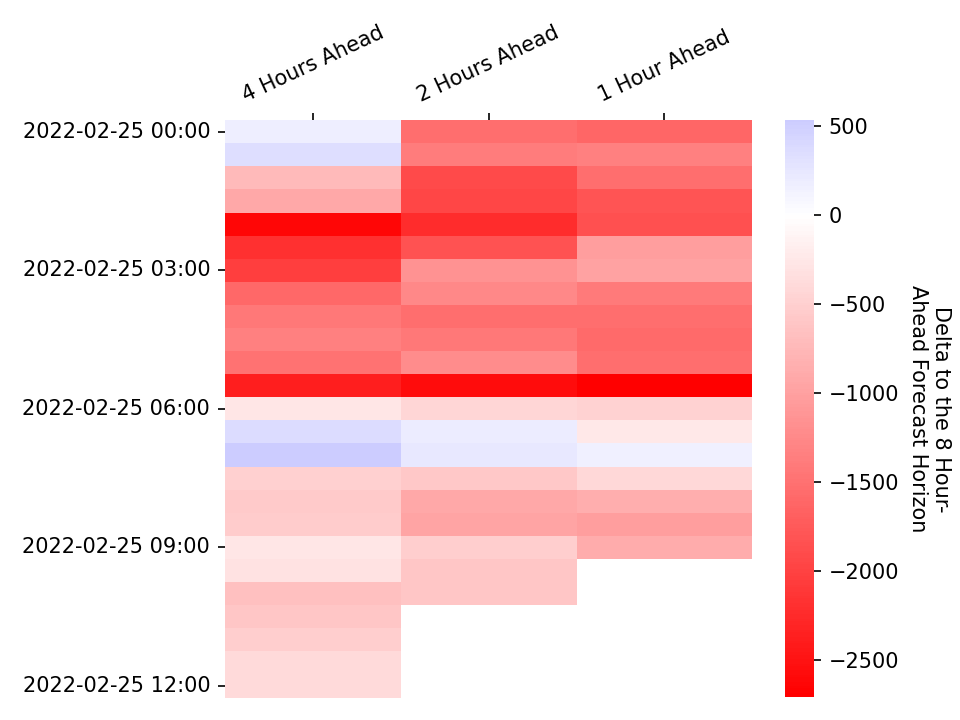 4 Hours Ahead
2 Hours Ahead
1 Hour Ahead
2022-02-25 00:00
2022-02-25 03:00
2022-02-25 06:00
2022-02-25 09:00
2022-02-25 12:00
500
0
−500
−1000
−1500
−2000
−2500
Delta to the 8 Hour-
Ahead Forecast Horizon